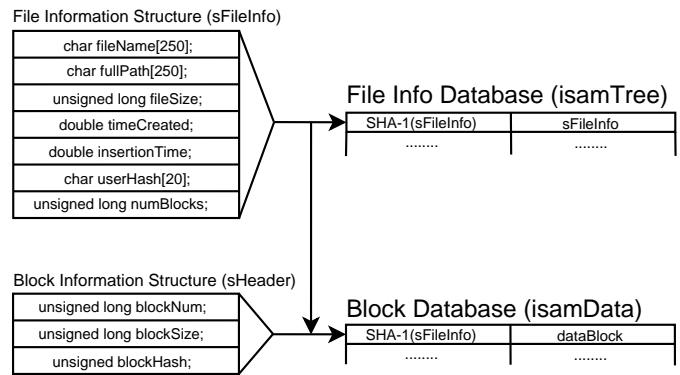 File Information Structure (sFileInfo)
char fileName[250];
char fullPath[250];
unsigned long fileSize;
double timeCreated;
double insertionTime;
char userHash[20];
unsigned long numBlocks;
File Info Database (isamTree)
SHA-1(sFileInfo) sFileInfo
........ ........
Block Information Structure (sHeader)
unsigned long blockNum;
unsigned long blockSize;
unsigned blockHash;
Block Database (isamData)
SHA-1(sFileInfo) dataBlock
........ ........